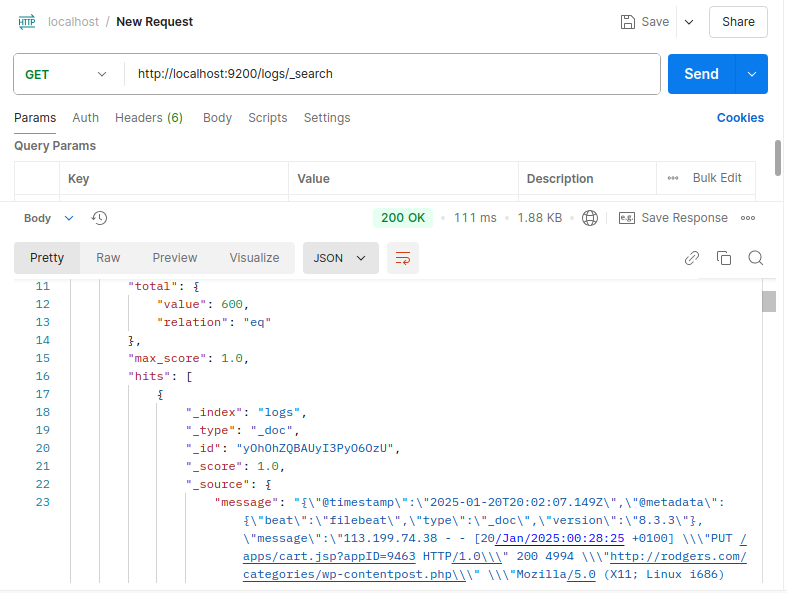 HTTP localhost / New Request Save Share
GET http://localhost:9200/logs/_search Send
Params Auth Headers (6) Body Scripts Settings Cookies
Query Params
Key Value Description Bulk Edit
Body 200 OK 111 ms 1.88 KB e.g. Save Response
Pretty Raw Preview Visualize JSON
11 "total": {
12 "value": 600,
13 "relation": "eq"
14 },
15 "max_score": 1.0,
16 "hits": [
17 {
18 "_index": "logs",
19 "_type": "_doc",
20 "_id": "yOhOhZQBAUyI3PyO6OzU",
21 "_score": 1.0,
22 "_source": {
23 "message": "{\"@timestamp\":\"2025-01-20T20:02:07.149Z\",\"@metadata\":
{\"beat\":\"filebeat\",\"type\":\"_doc\",\"version\":\"8.3.3\"},
\"message\":\"113.199.74.38 - - [20/Jan/2025:00:28:25 +0100] \\\"PUT /
apps/cart.jsp?appID=9463 HTTP/1.0\\\" 200 4994 \\\"http://rodgers.com/
categories/wp-contentpost.php\\\" \\\"Mozilla/5.0 (X11; Linux i686)